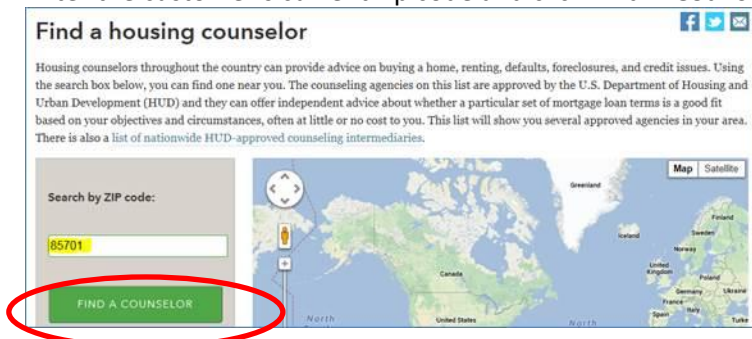 Find a housing counselor
Housing counselors throughout the country can provide advice on buying a home, renting, defaults, foreclosures, and credit issues. Using
the search box below, you can find one near you. The counseling agencies on this list are approved by the U.S. Department of Housing and
Urban Development (HUD) and they can offer independent advice about whether a particular set of mortgage loan terms is a good fit
based on your objectives and circumstances, often at little or no cost to you. This list will show you several approved agencies in your area.
There is also a list of nationwide HUD-approved counseling intermediaries.
Map Satellite
Search by ZIP code:
Greenland
Finland
85701
Iceland
Sweden
Norway
Canada
United
Kingdom
Poland
Germany
Ukraine
FIND A COUNSELOR
France
Italy
Spain
North
United States
North